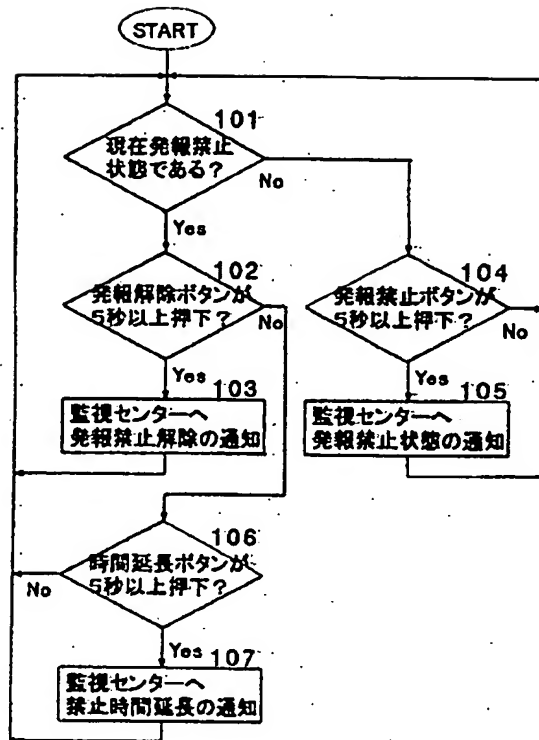 START
101
現在発報禁止
状態である?
No
Yes
102
発報解除ボタンが
5秒以上押下?
No
Yes
103
監視センターへ
発報禁止解除の通知
104
発報禁止ボタンが
5秒以上押下?
No
Yes
105
監視センターへ
発報禁止状態の通知
106
時間延長ボタンが
5秒以上押下?
No
Yes
107
監視センターへ
禁止時間延長の通知